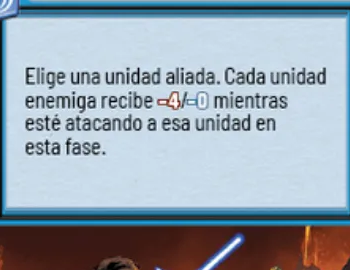 Elige una unidad aliada. Cada unidad
enemiga recibe -4/-0 mientras
esté atacando a esa unidad en
esta fase.